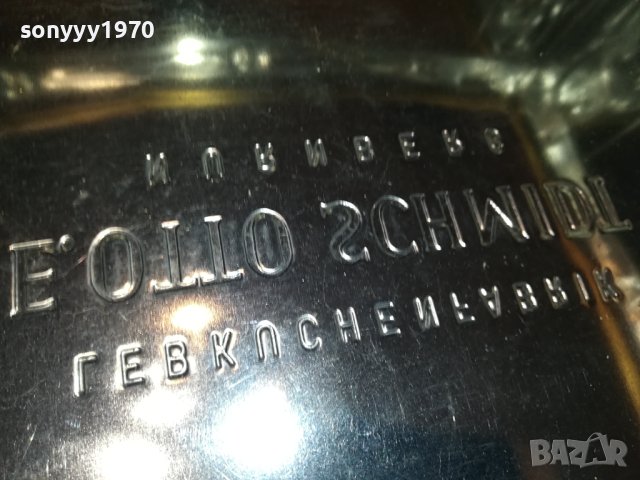 sonyyy1970
LEBKUCHENFABRIK
E.OTTO SCHMIDT
NURNBERG
BAZAR